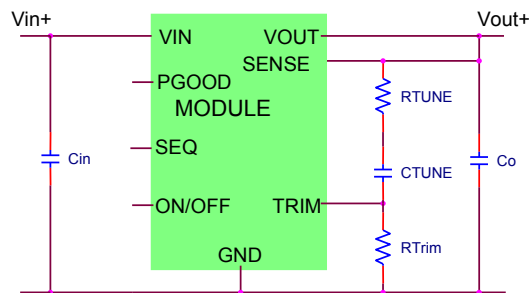 Vin+
Vout+
VIN
VOUT
SENSE
PGOOD
RTUNE
MODULE
SEQ
Cin
CTUNE
Co
ON/OFF
TRIM
RTrim
GND